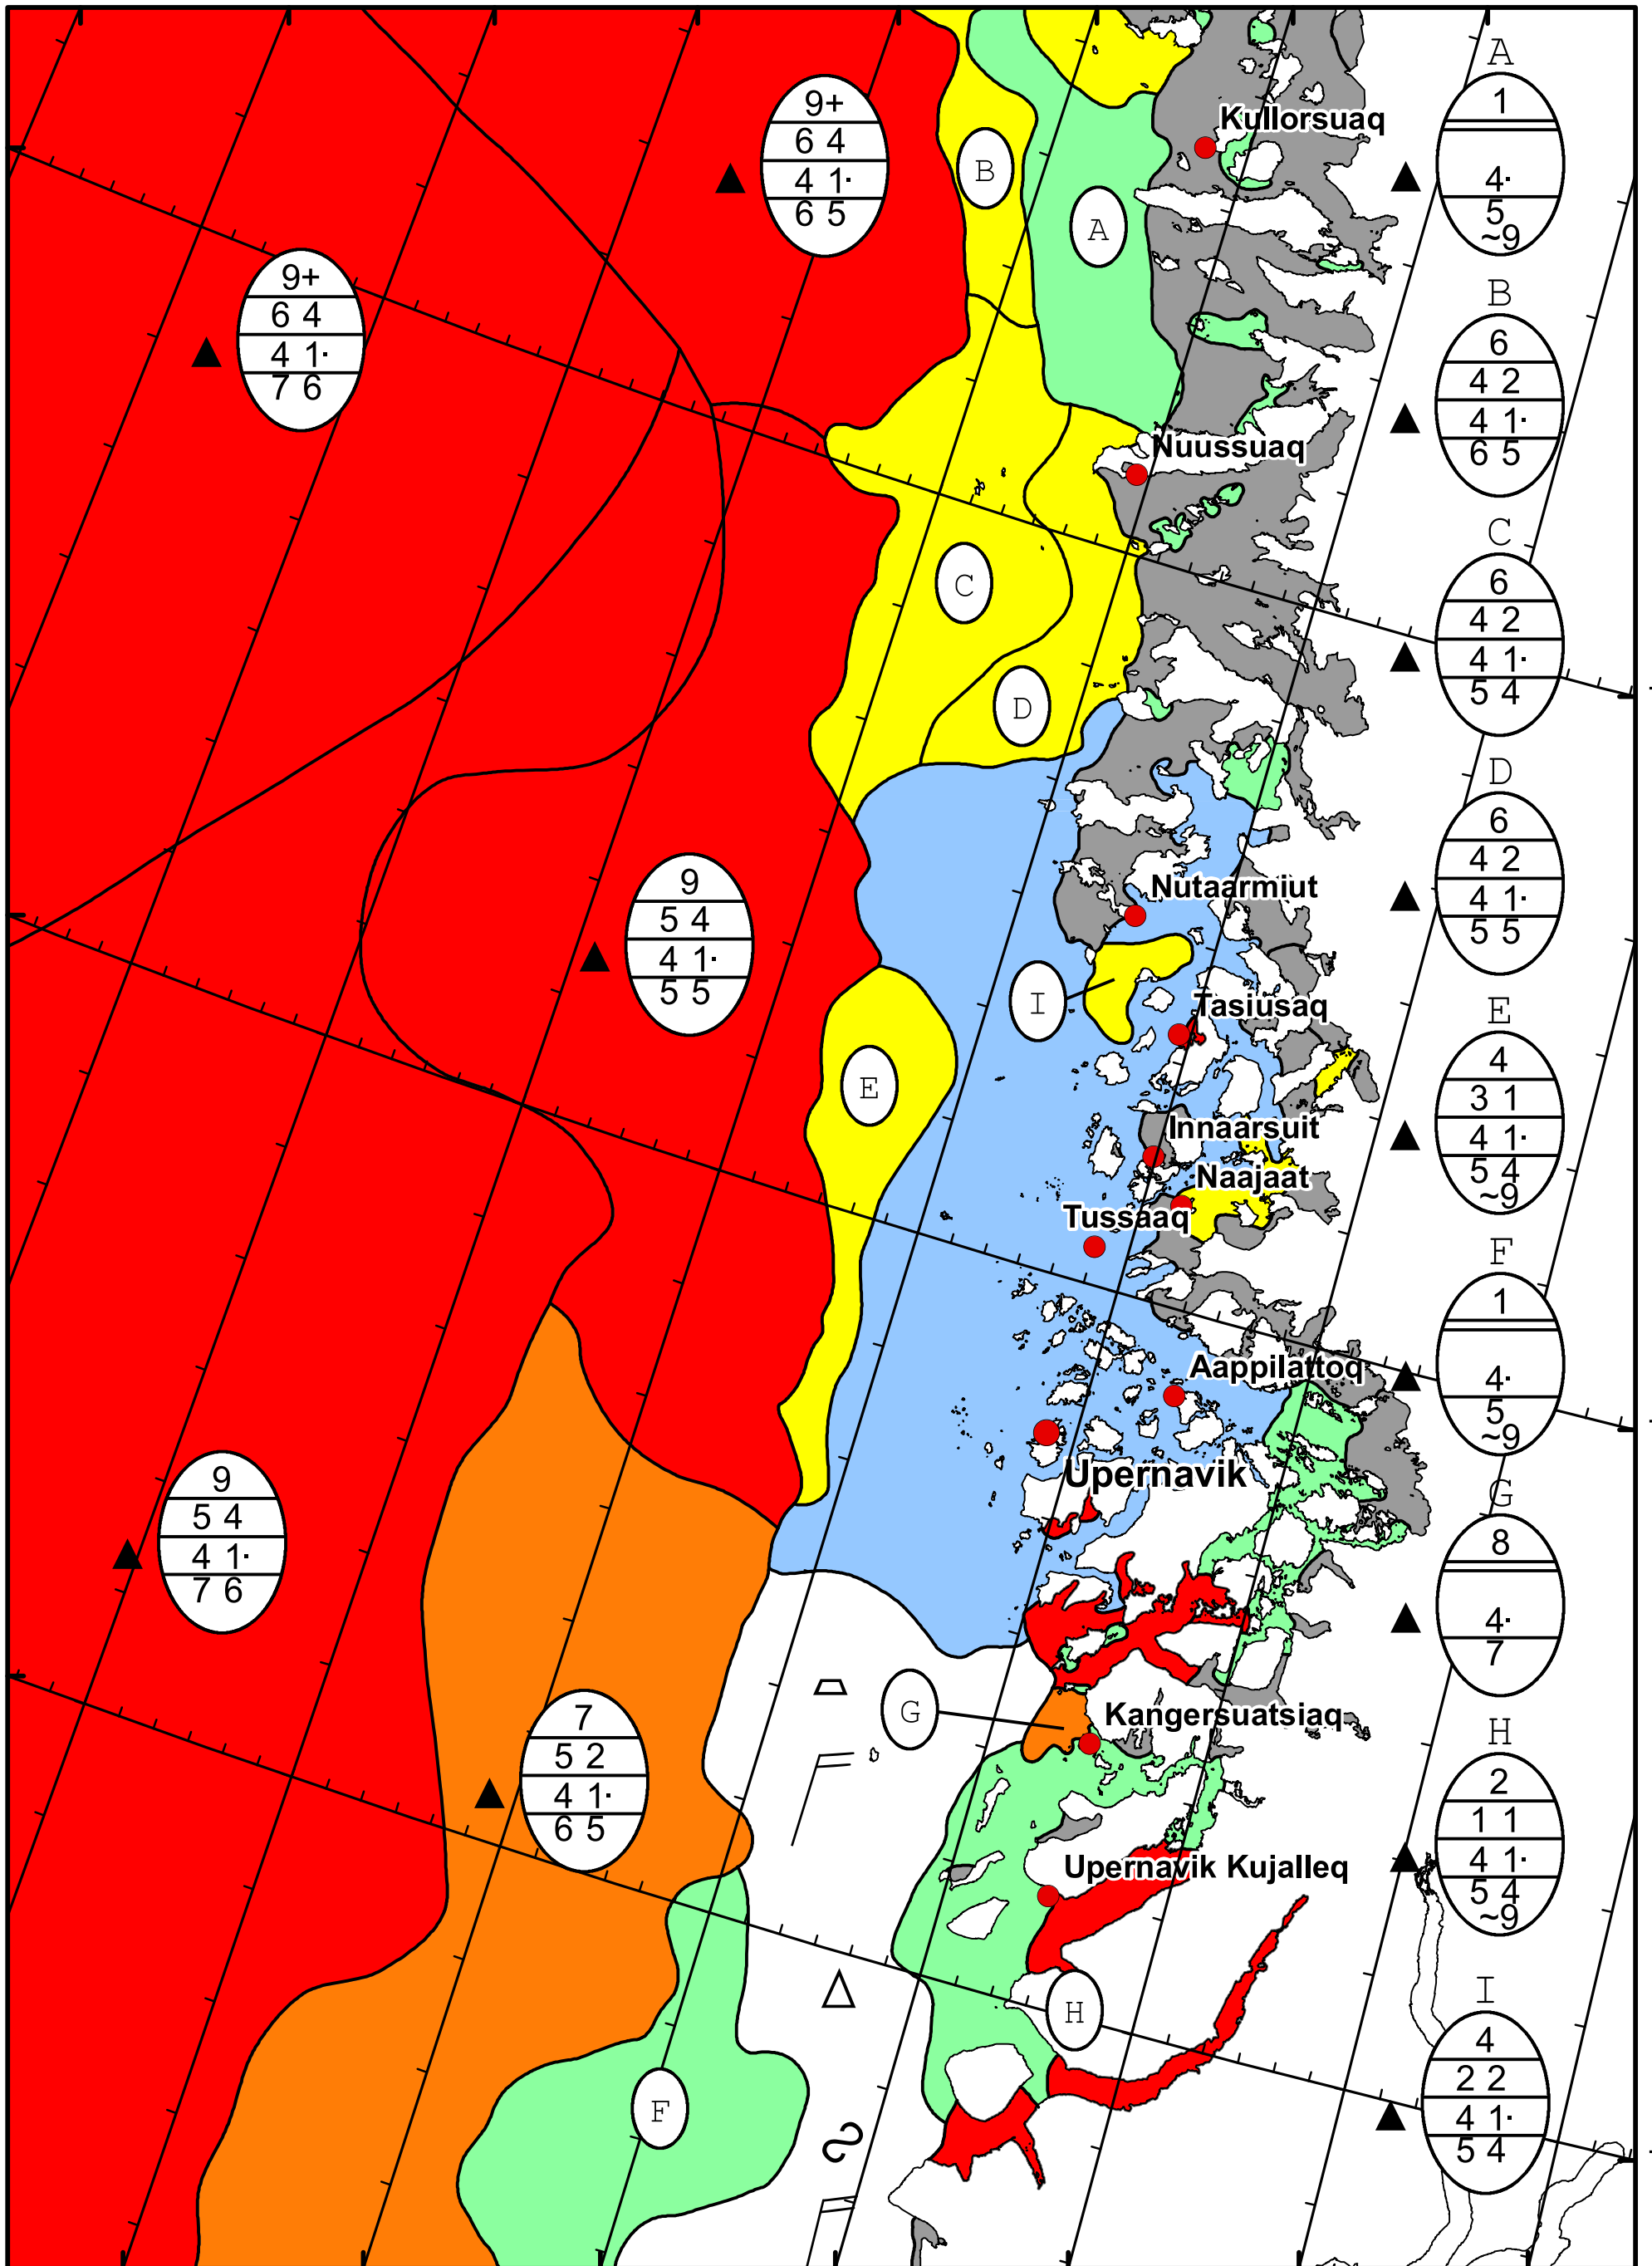 A
1
4·
5
~9
9+
6 4
4 1·
6 5
Kullorsuaq
B
A
9+
6 4
4 1·
7 6
B
6
4 2
4 1·
6 5
Nuussuaq
C
6
4 2
4 1·
5 4
C
D
D
6
4 2
4 1·
5 5
9
5 4
4 1·
5 5
Nutaarmiut
I
Tasiusaq
E
E
4
3 1
4 1·
5 4
~9
Innaarsuit
Naajaat
Tussaaq
F
1
4·
5
~9
Aappilattoq
Upernavik
9
5 4
4 1·
7 6
G
8
4·
7
G
Kangersuatsiaq
7
5 2
4 1·
6 5
H
2
1 1
4 1·
5 4
~9
Upernavik Kujalleq
H
F
I
4
2 2
4 1·
5 4